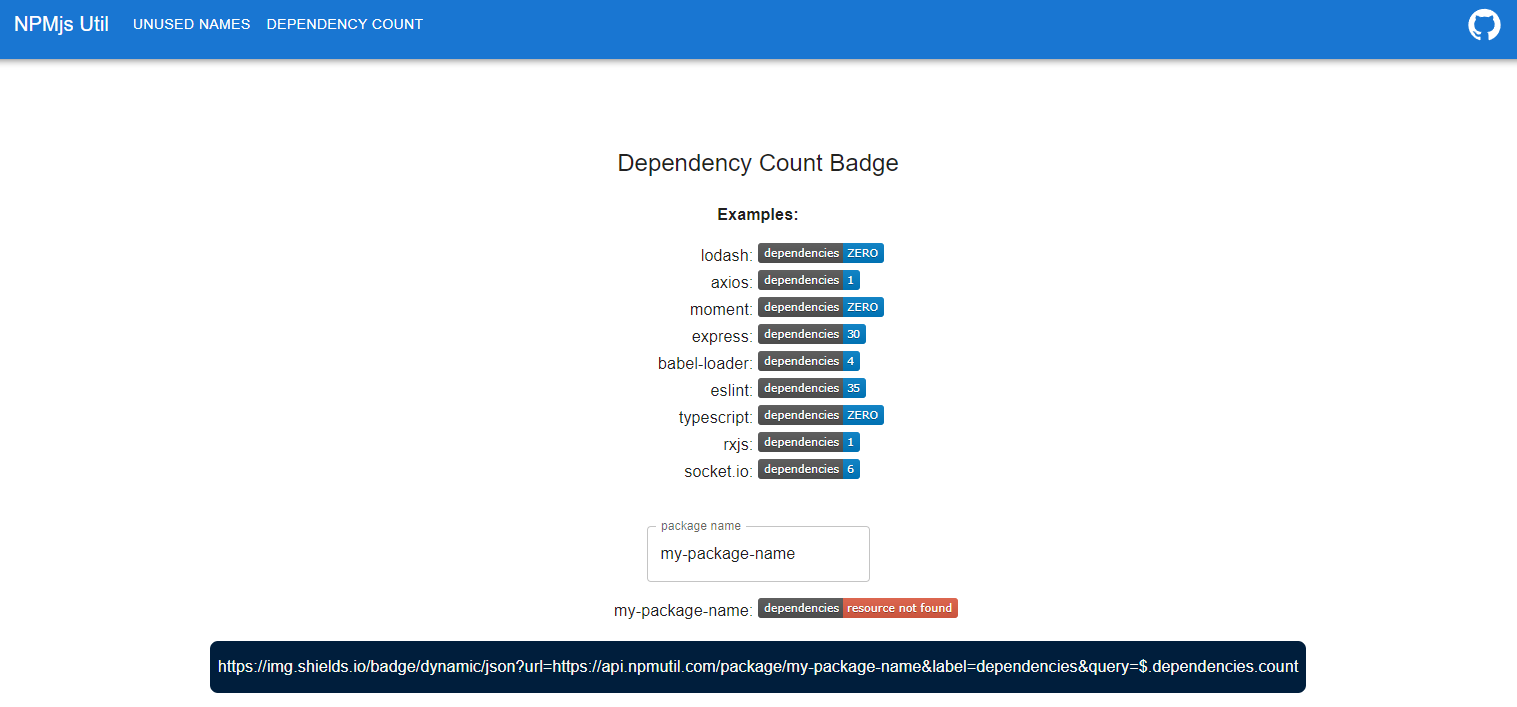 NPMjs Util UNUSED NAMES DEPENDENCY COUNT
Dependency Count Badge
Examples:
lodash: dependencies ZERO
axios: dependencies 1
moment: dependencies ZERO
express: dependencies 30
babel-loader: dependencies 4
eslint: dependencies 35
typescript: dependencies ZERO
rxjs: dependencies 1
socket.io: dependencies 6
package name
my-package-name
my-package-name: dependencies resource not found
https://img.shields.io/badge/dynamic/json?url=https://api.npmutil.com/package/my-package-name&label=dependencies&query=$.dependencies.count